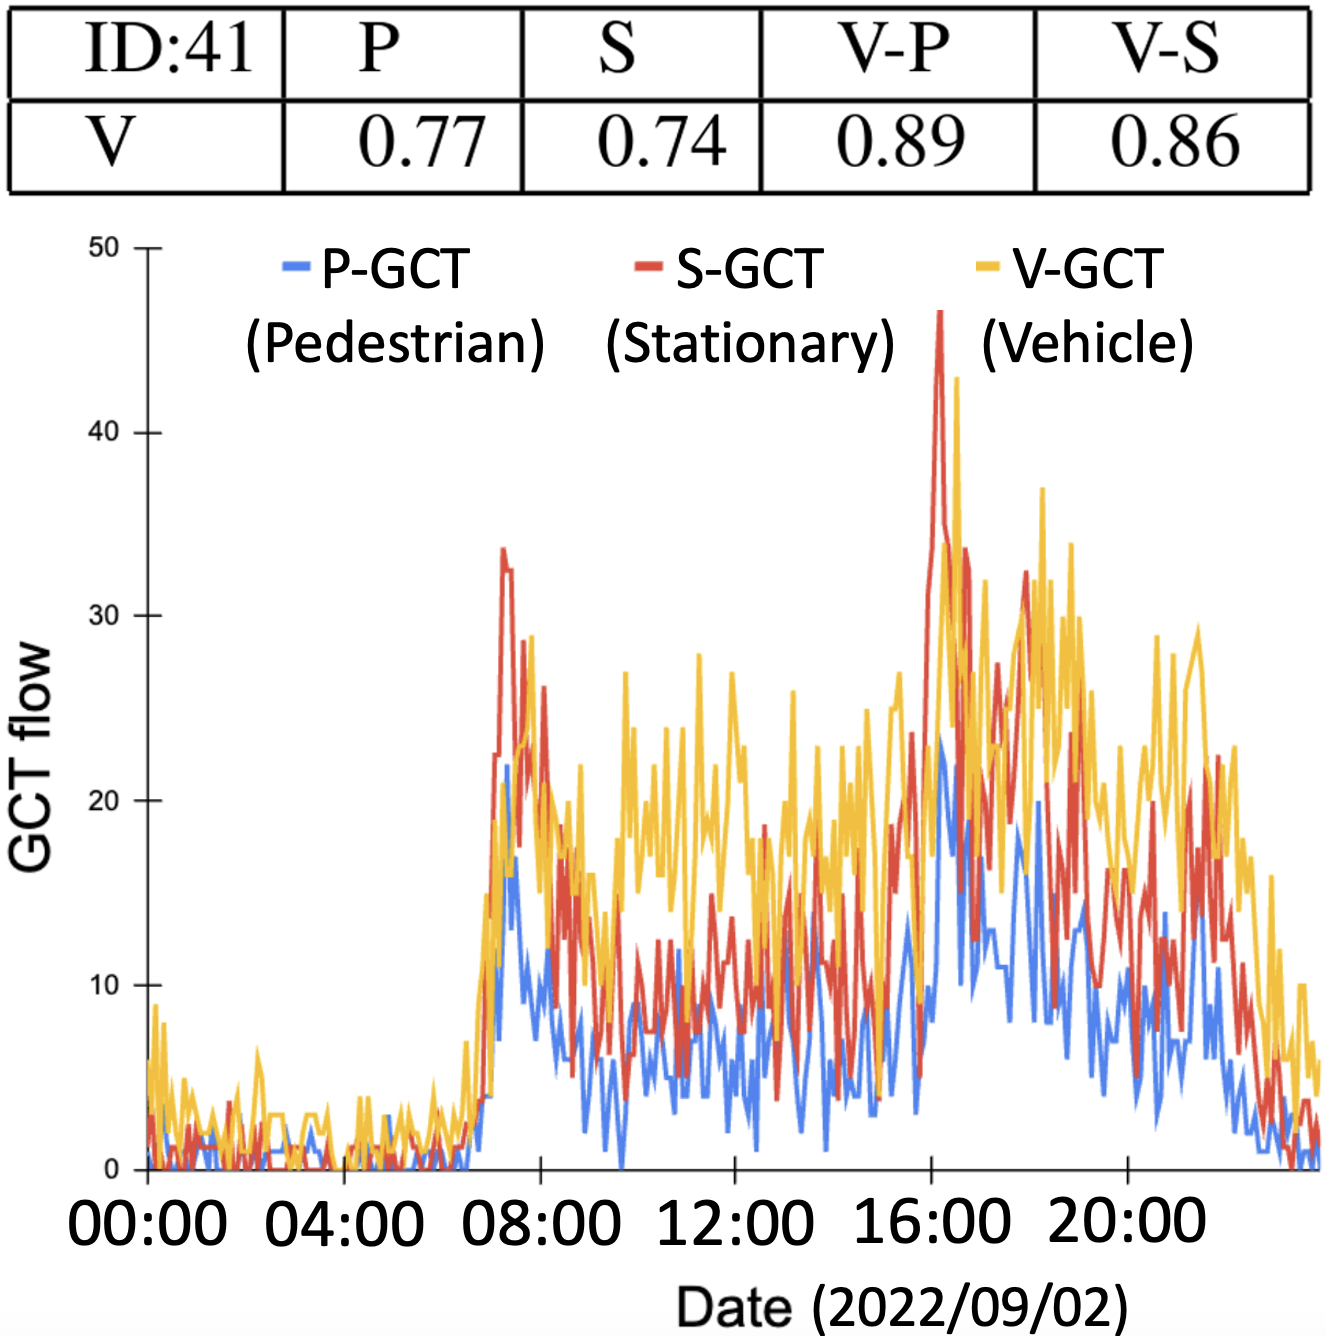 ID:41 P S V-P V-S
V 0.77 0.74 0.89 0.86
50
P-GCT S-GCT V-GCT
(Pedestrian) (Stationary) (Vehicle)
40
30
20
10
0
GCT flow
00:00 04:00 08:00 12:00 16:00 20:00
Date (2022/09/02)